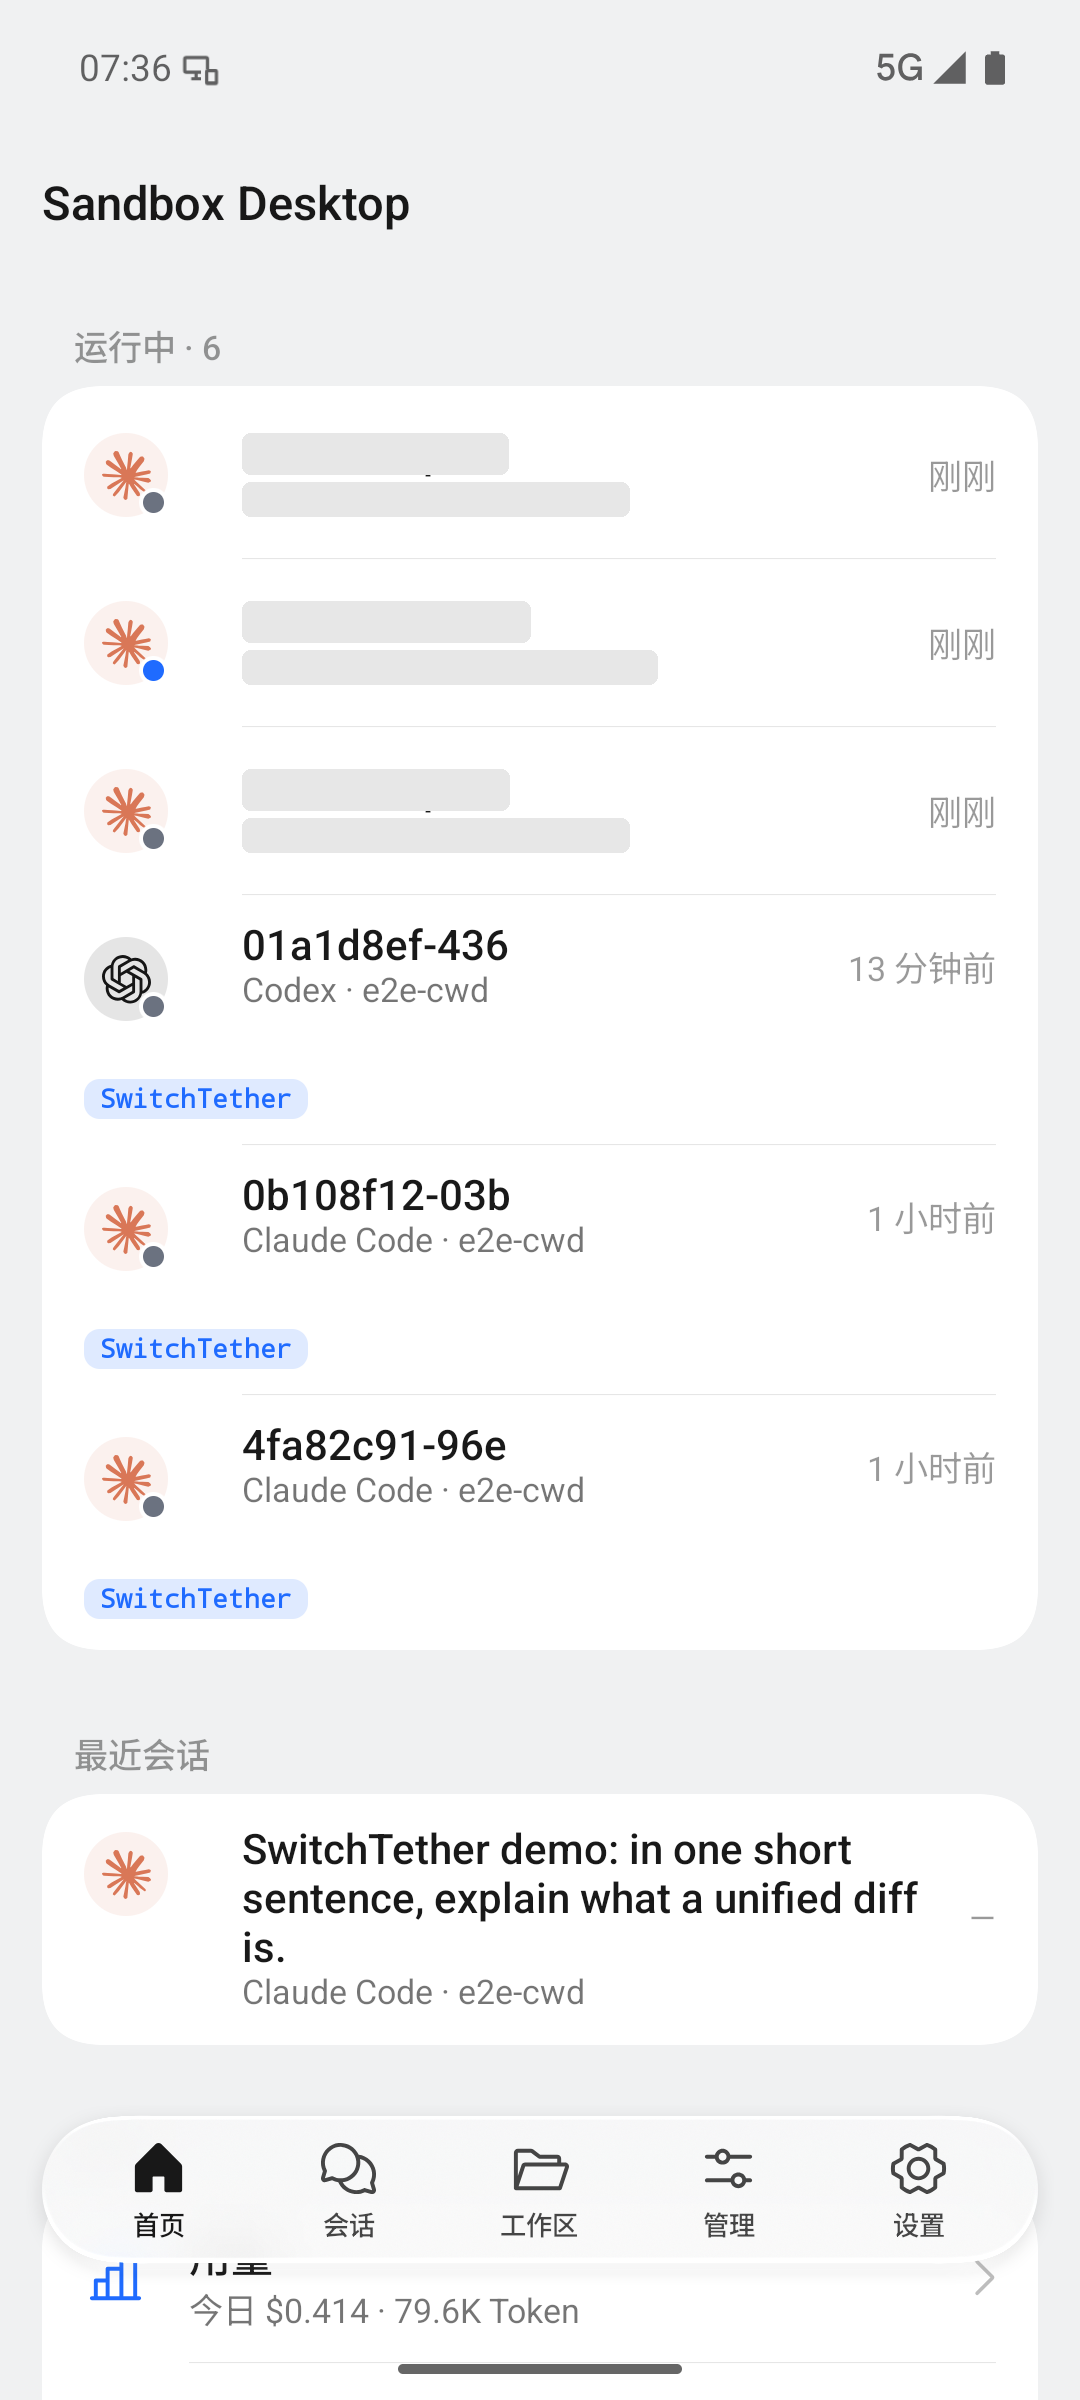 07:36
5G
Sandbox Desktop
运行中 · 6
刚刚
刚刚
刚刚
01a1d8ef-436
Codex · e2e-cwd
13 分钟前
SwitchTether
0b108f12-03b
Claude Code · e2e-cwd
1 小时前
SwitchTether
4fa82c91-96e
Claude Code · e2e-cwd
1 小时前
SwitchTether
最近会话
SwitchTether demo: in one short
sentence, explain what a unified diff
is.
Claude Code · e2e-cwd
—
首页
会话
工作区
管理
设置
用量
今日 $0.414 · 79.6K Token